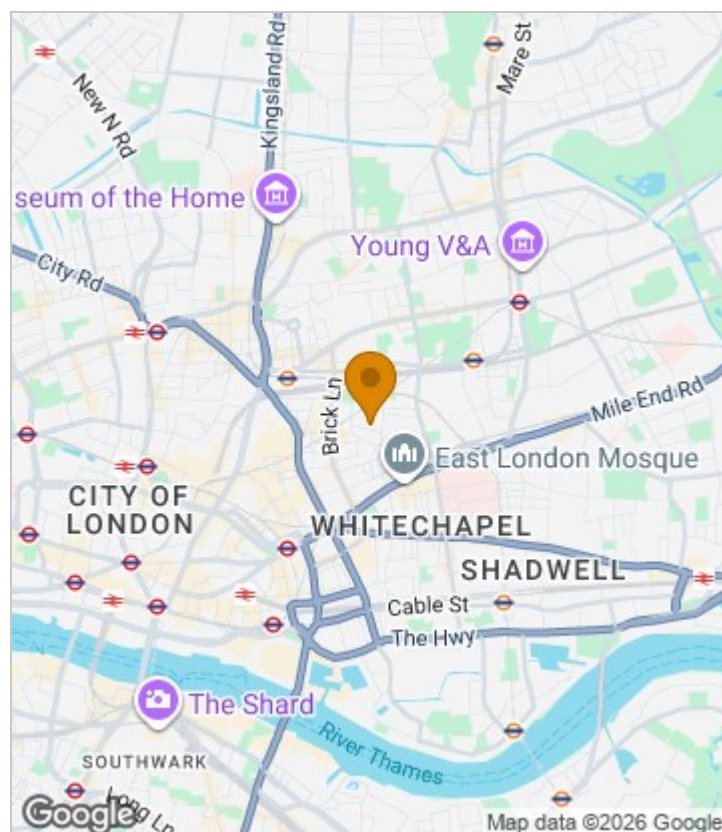 Mare St
Kingsland Rd
New N Rd
seum of the Home
Young V&A
City Rd
Brick Ln
Mile End Rd
East London Mosque
CITY OF
LONDON
WHITECHAPEL
SHADWELL
Cable St
The Hwy
The Shard
River Thames
SOUTHWARK
Long Ln
Google
Map data ©2026 Google